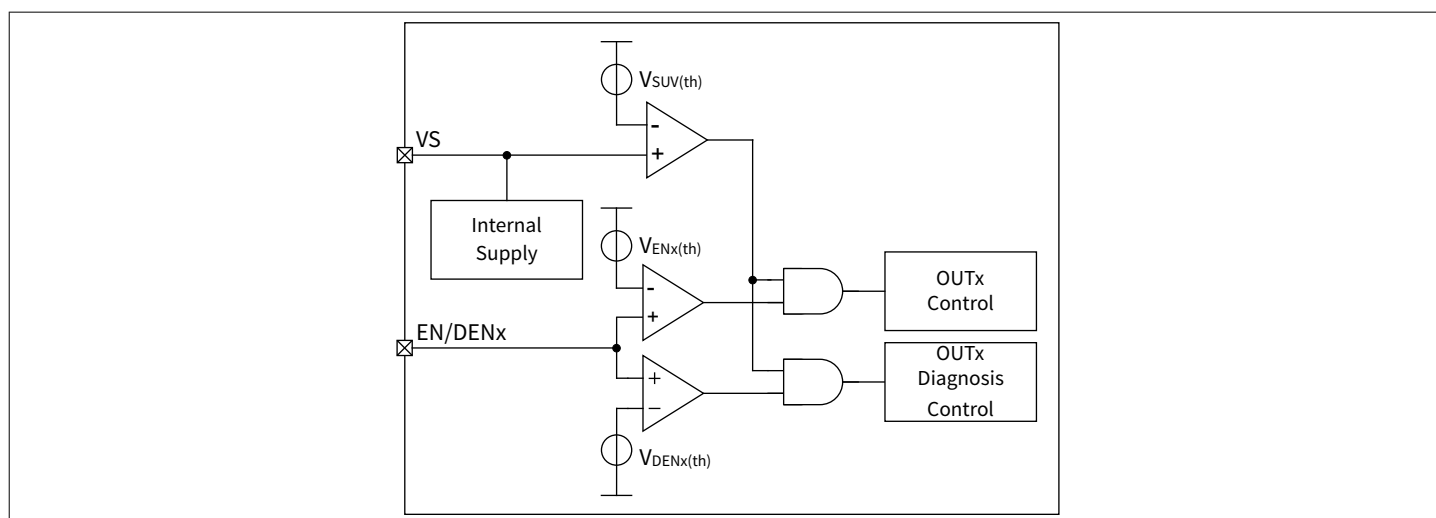 VSUV(th)
-
VS
+
Internal
Supply
VENx(th)
-
OUTx
Control
+
EN/DENx
OUTx
Diagnosis
Control
+
−
VDENx(th)